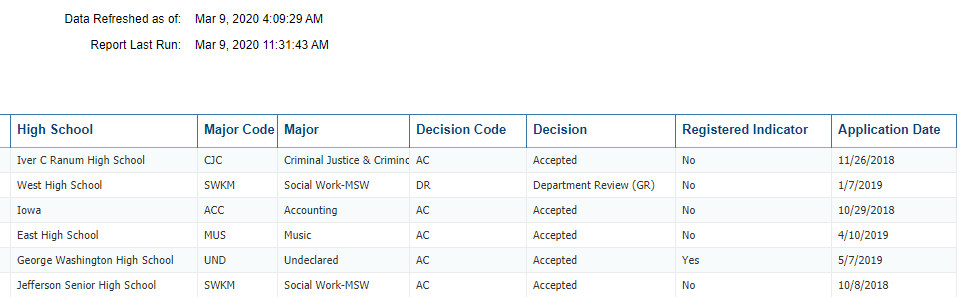 Data Refreshed as of: Mar 9, 2020 4:09:29 AM
Report Last Run: Mar 9, 2020 11:31:43 AM
High School Major Code Major Decision Code Decision Registered Indicator Application Date
Iver C Ranum High School CJC Criminal Justice & Criminc AC Accepted No 11/26/2018
West High School SWKM Social Work-MSW DR Department Review (GR) No 1/7/2019
Iowa ACC Accounting AC Accepted No 10/29/2018
East High School MUS Music AC Accepted No 4/10/2019
George Washington High School UND Undeclared AC Accepted Yes 5/7/2019
Jefferson Senior High School SWKM Social Work-MSW AC Accepted No 10/8/2018